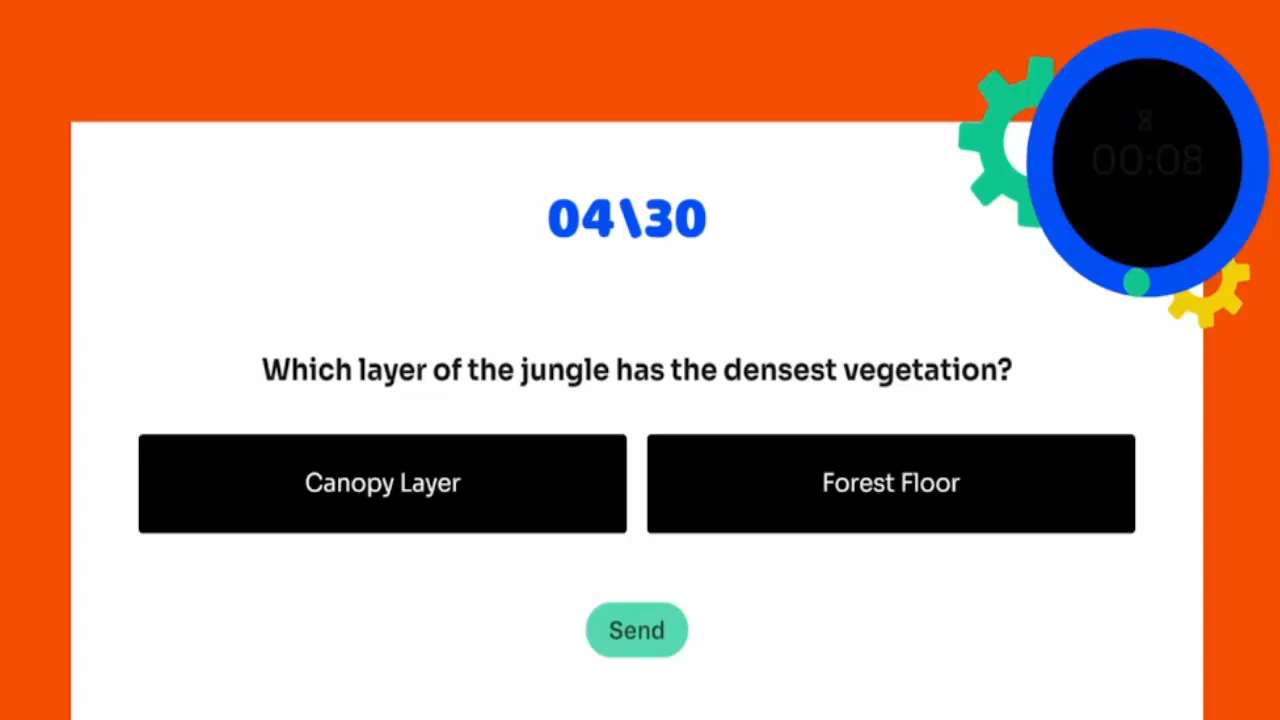 00:08
04\30
Which layer of the jungle has the densest vegetation?
Canopy Layer
Forest Floor
Send